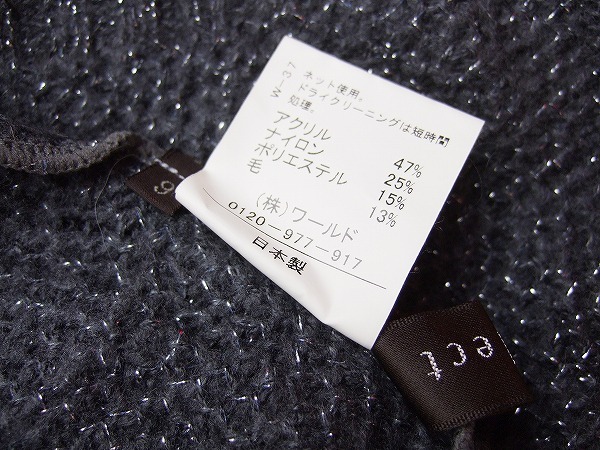 M-37
ネット使用。
ドライクリーニングは短時間
処理。
アクリル 47%
ナイロン 25%
ポリエステル 15%
毛 13%
(株)ワールド
0120-977-917
日本製